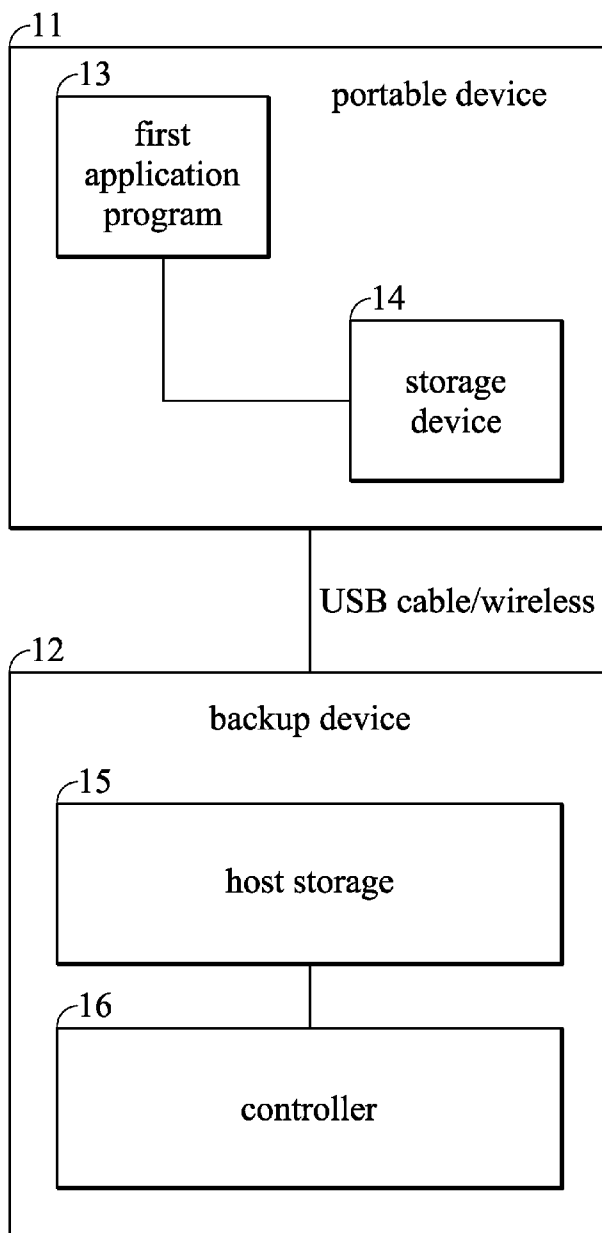 11
13
portable device
first
application
program
14
storage
device
USB cable/wireless
12
backup device
15
host storage
16
controller